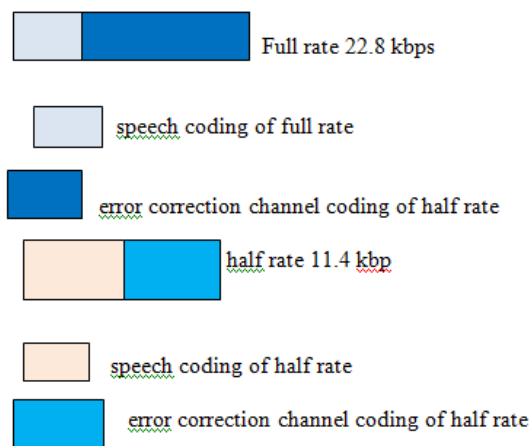 Full rate 22.8 kbps
speech coding of full rate
error correction channel coding of half rate
half rate 11.4 kbp
speech coding of half rate
error correction channel coding of half rate